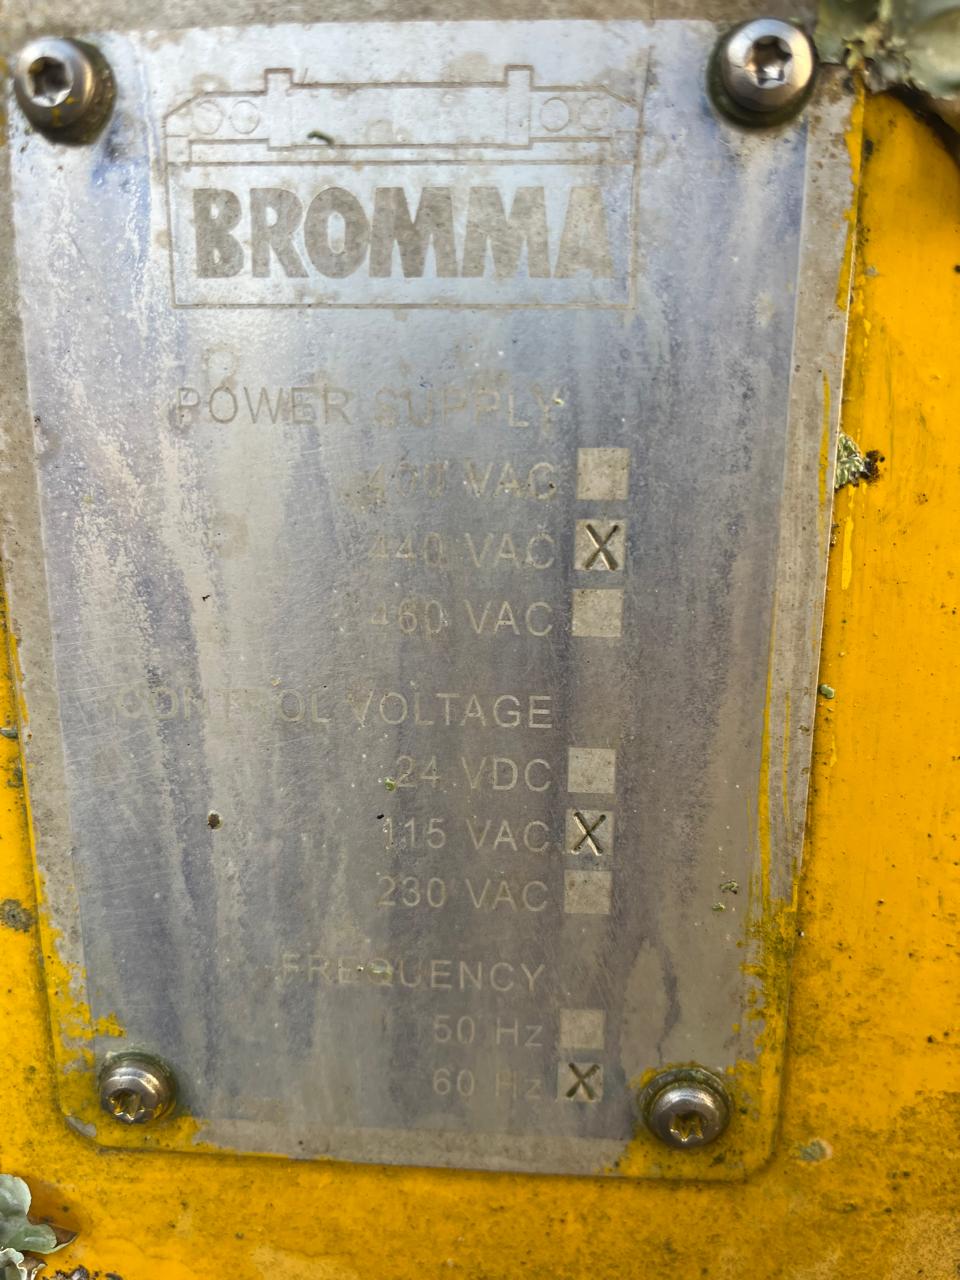 BROMMA
POWER SUPPLY
400 VAC
440 VAC X
460 VAC
CONTROL VOLTAGE
24 VDC
115 VAC X
230 VAC
FREQUENCY
50 Hz
60 Hz X